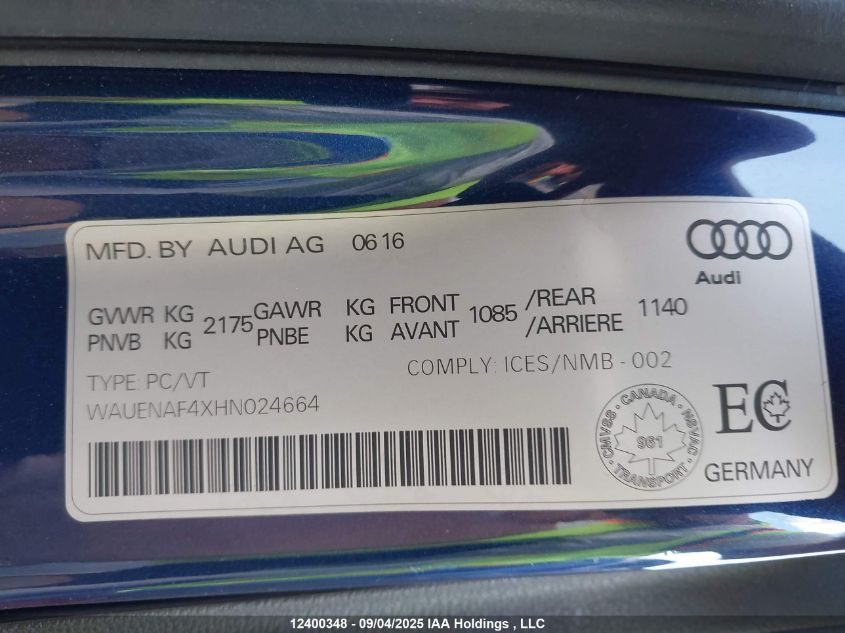 MFD. BY AUDI AG 0616
Audi
GVWR KG 2175 GAWR KG FRONT 1085 /REAR 1140
PNVB KG PNBE KG AVANT /ARRIERE
COMPLY: ICES/NMB-002
TYPE: PC/VT
WAUENAF4XHN024664
CANADA
CMVSS
NSVAC
961
TRANSPORT
EC
GERMANY
12400348 - 09/04/2025 IAA Holdings , LLC